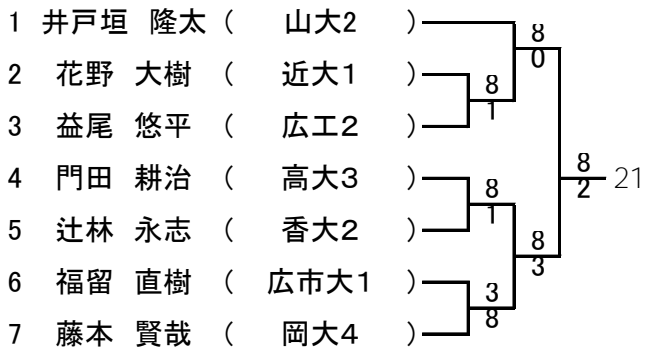 1 井戸垣 隆太 ( 山大2 )
8
0
2 花野 大樹 ( 近大1 )
8
1
3 益尾 悠平 ( 広工2 )
8
2 21
4 門田 耕治 ( 高大3 )
8
1
5 辻林 永志 ( 香大2 )
8
3
6 福留 直樹 ( 広市大1 )
3
8
7 藤本 賢哉 ( 岡大4 )